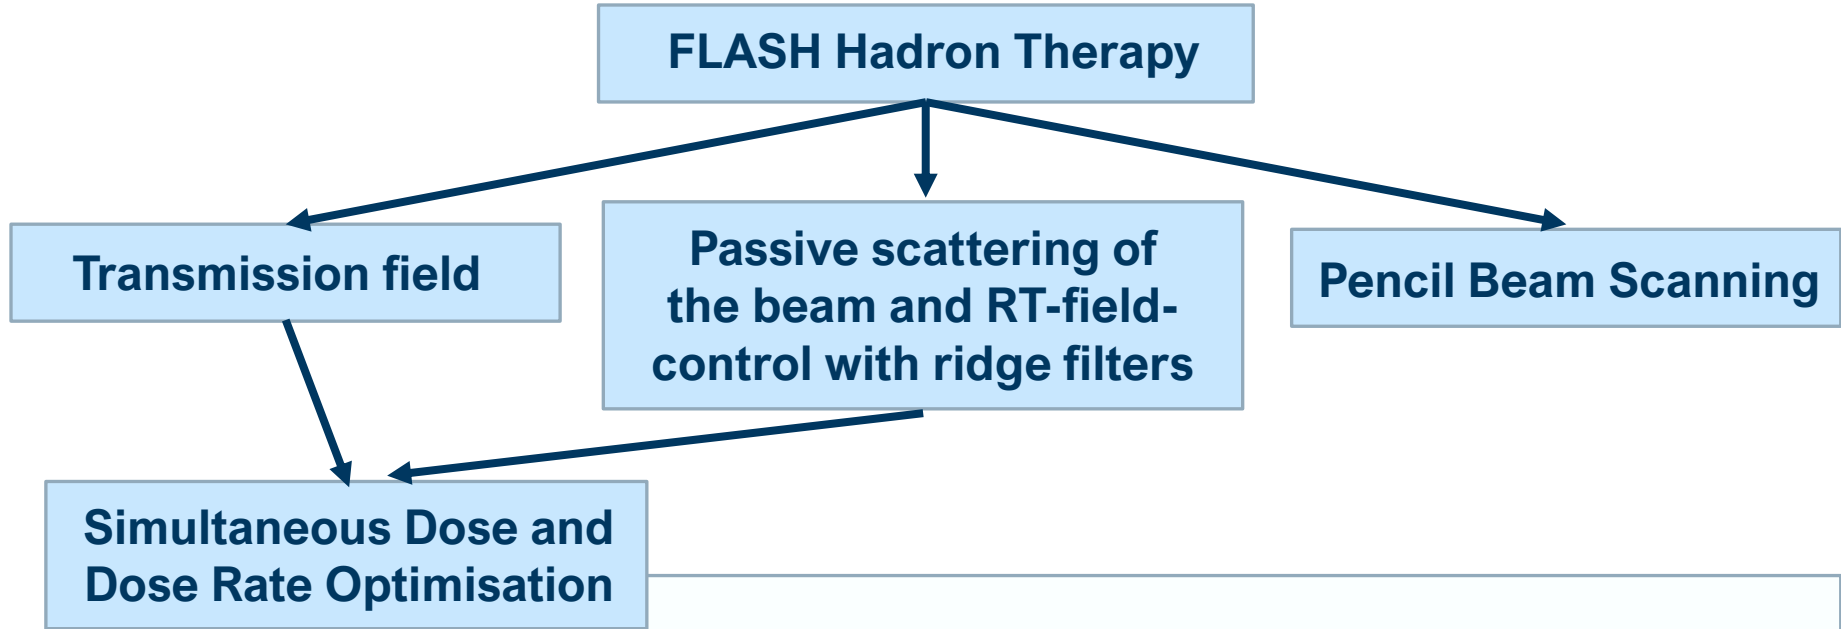 FLASH Hadron Therapy
Transmission field
Passive scattering of
the beam and RT-field-
control with ridge filters
Pencil Beam Scanning
Simultaneous Dose and
Dose Rate Optimisation